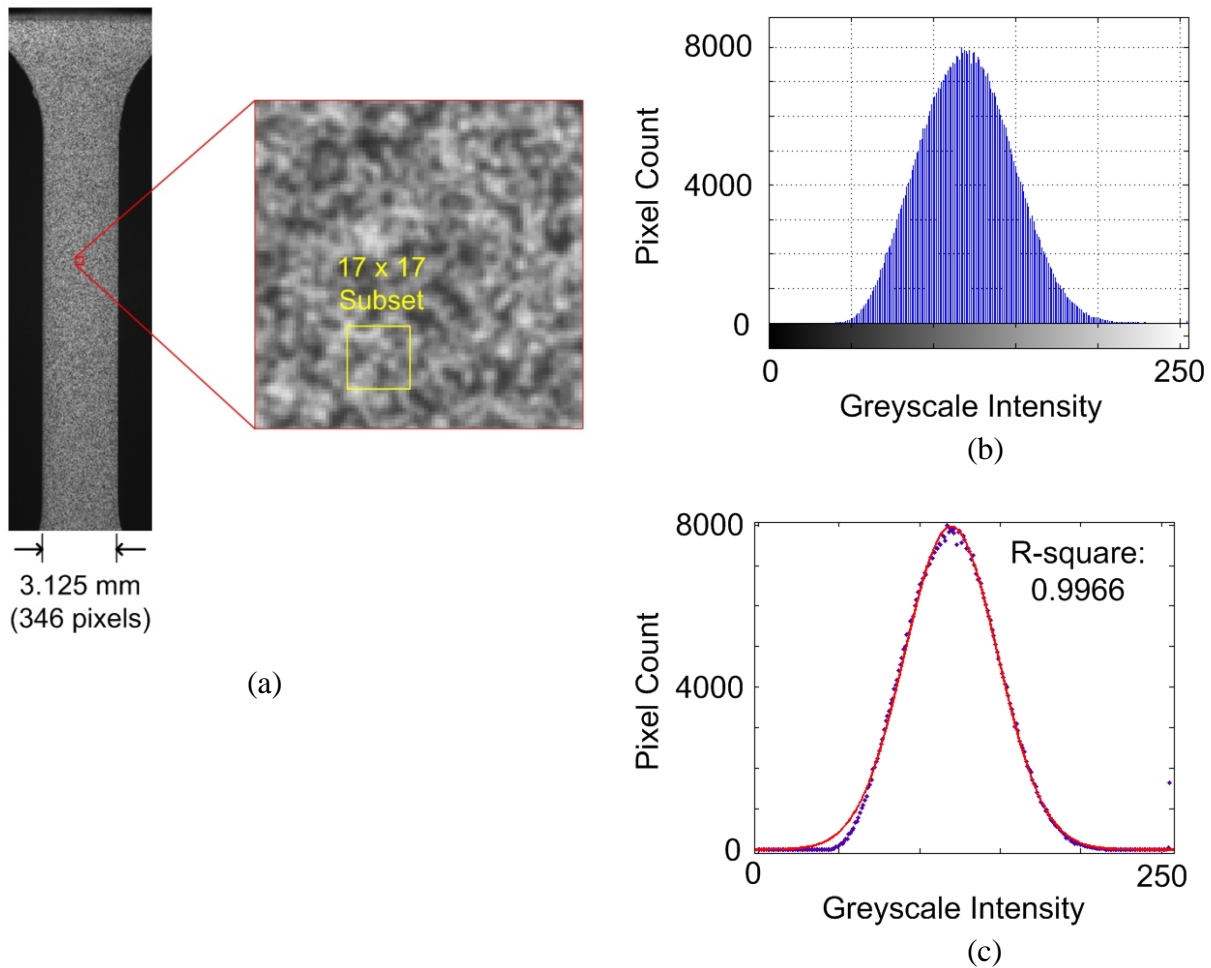 17 x 17
Subset
3.125 mm
(346 pixels)
(a)
8000
4000
0
Pixel Count
0
250
Greyscale Intensity
(b)
8000
4000
0
Pixel Count
R-square:
0.9966
0
250
Greyscale Intensity
(c)